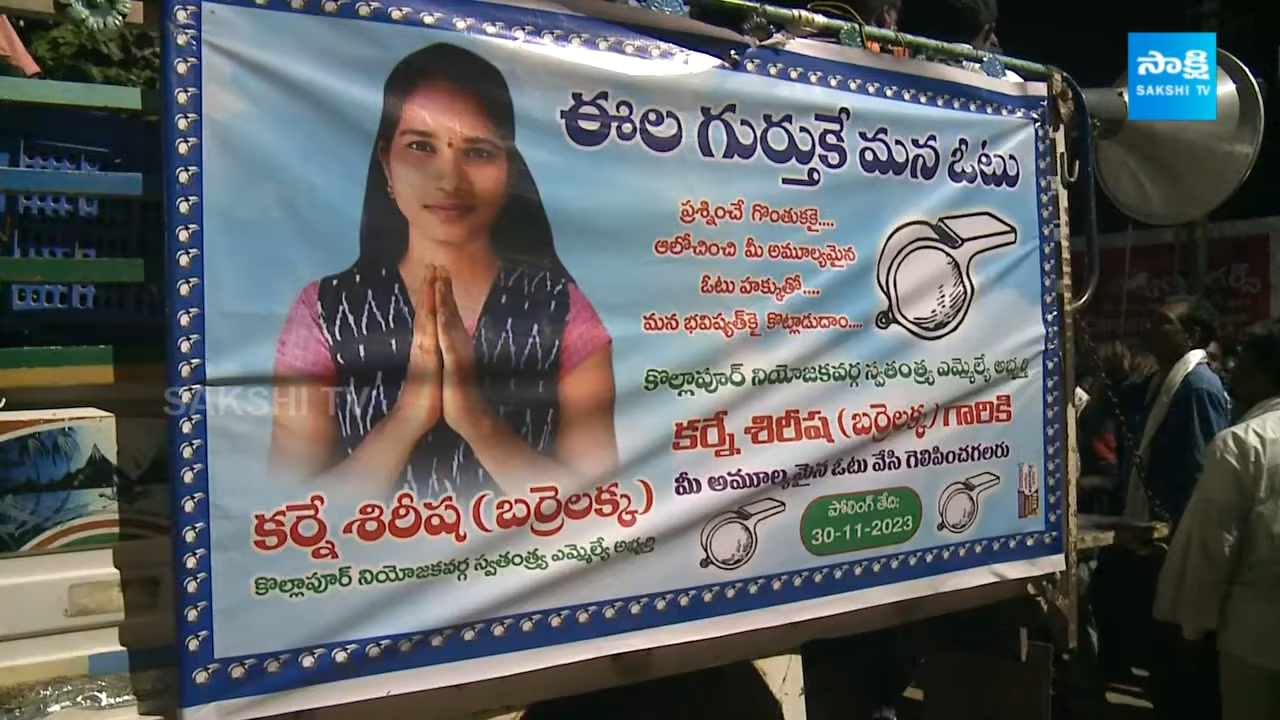 సాక్షి
SAKSHI TV
ఈల గుర్తుకే మన ఓటు
ప్రశ్నించే గొంతుకకై....
ఆలోచించి మీ అమూల్యమైన
ఓటు హక్కుతో....
మన భవిష్యత్‌కై కొట్లాడుదాం....
కొల్లాపూర్ నియోజకవర్గ స్వతంత్ర్య ఎమ్మెల్యే అభ్యర్థి
కర్నే శిరీష (బర్రెలక్క) గారికి
మీ అమూల్యమైన ఓటు వేసి గెలిపించగలరు
పోలింగ్ తేది:
30-11-2023
కర్నే శిరీష (బర్రెలక్క)
కొల్లాపూర్ నియోజకవర్గ స్వతంత్ర్య ఎమ్మెల్యే అభ్యర్థి
SAKSHI TV